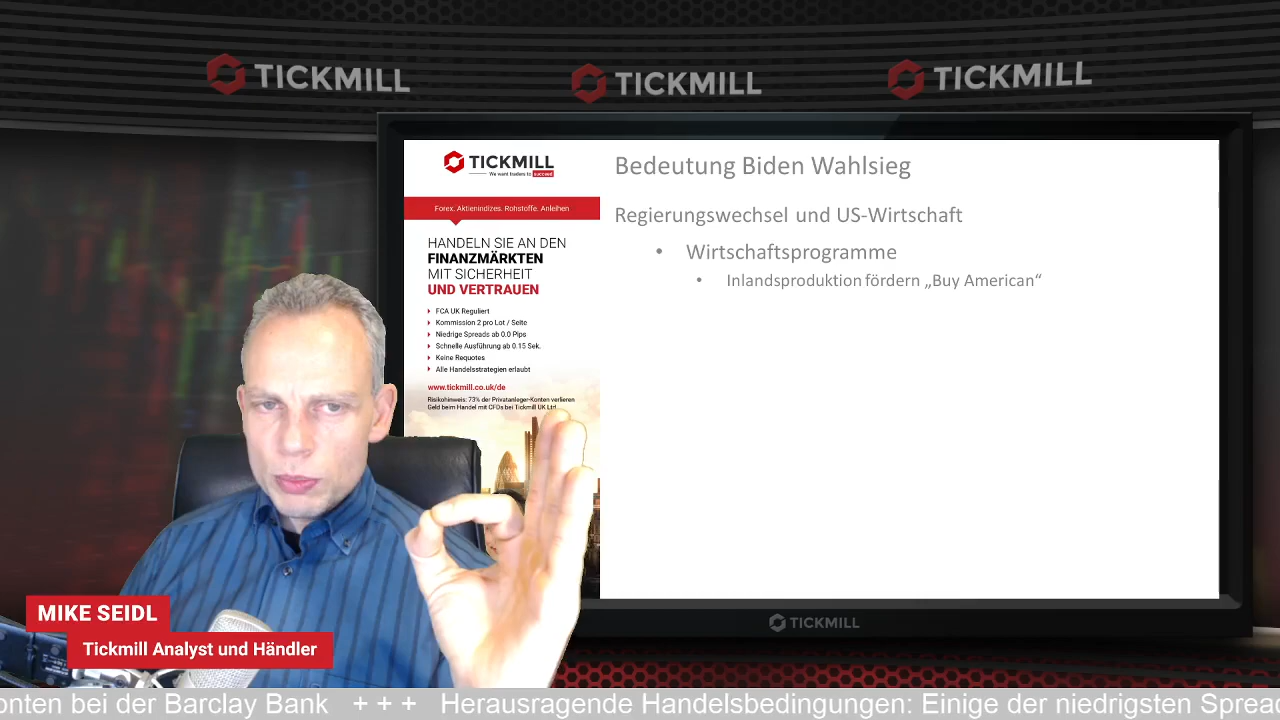 TICKMILL
TICKMILL
TICKMILL
TICKMILL
We want traders to succeed
Forex. Aktienindizes. Rohstoffe. Anleihen
HANDELN SIE AN DEN
FINANZMÄRKTEN
MIT SICHERHEIT
UND VERTRAUEN
FCA UK Reguliert
Kommission 2 pro Lot / Seite
Niedrige Spreads ab 0.0 Pips
Schnelle Ausführung ab 0.15 Sek.
Keine Requotes
Alle Handelsstrategien erlaubt
www.tickmill.co.uk/de
Risikohinweis: 73% der Privatanleger-Konten verlieren
Geld beim Handel mit CFDs bei Tickmill UK Ltd
Bedeutung Biden Wahlsieg
Regierungswechsel und US-Wirtschaft
• Wirtschaftsprogramme
• Inlandsproduktion fördern „Buy American“
TICKMILL
MIKE SEIDL
Tickmill Analyst und Händler
onten bei der Barclay Bank +++ Herausragende Handelsbedingungen: Einige der niedrigsten Spread